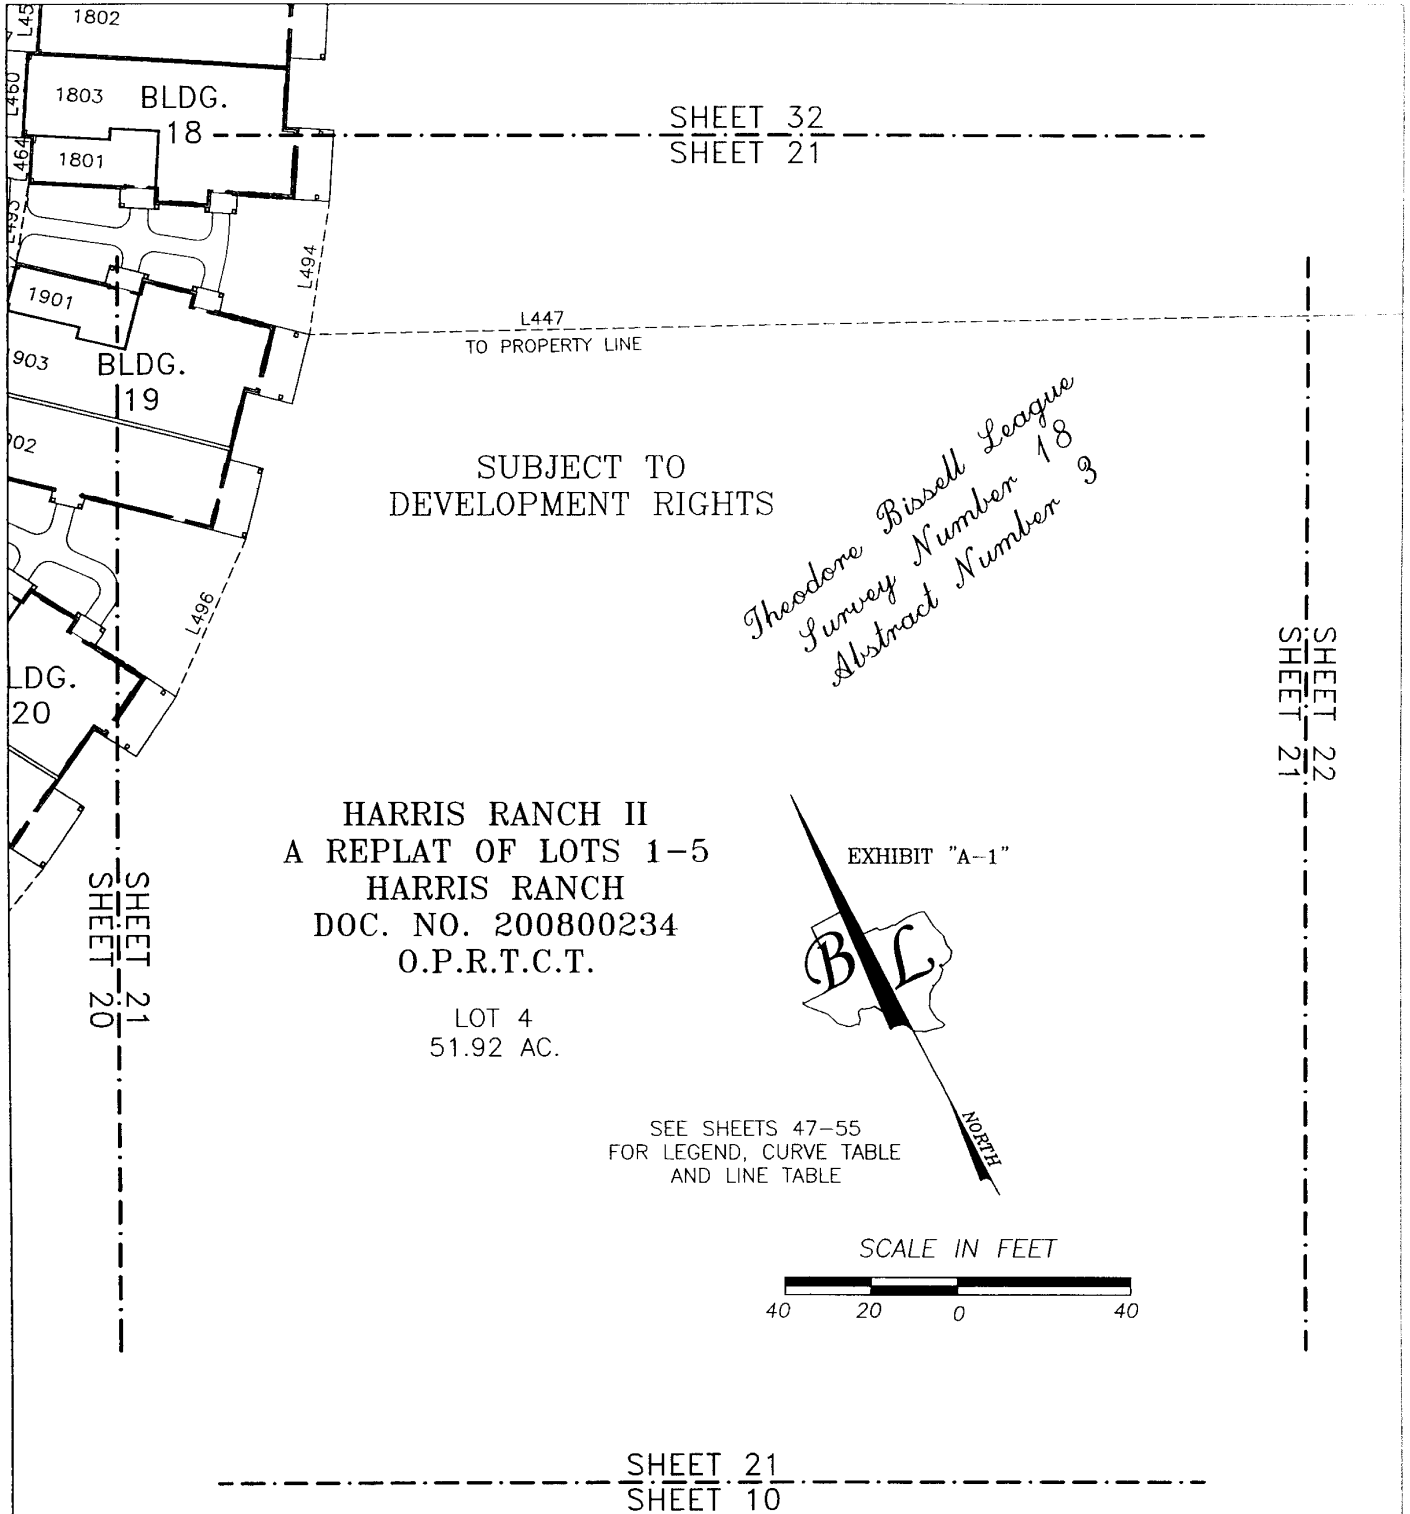 1802
L45
1803
BLDG.
18
L460
1801
464
SHEET 32
SHEET 21
L493
L494
1901
BLDG.
19
903
902
L447
TO PROPERTY LINE
SUBJECT TO
DEVELOPMENT RIGHTS
Theodore Bissell League
Survey Number 18
Abstract Number 3
L496
LDG.
20
SHEET 22
SHEET 21
HARRIS RANCH II
A REPLAT OF LOTS 1-5
HARRIS RANCH
DOC. NO. 200800234
O.P.R.T.C.T.
LOT 4
51.92 AC.
SHEET 21
SHEET 20
EXHIBIT "A-1"
B L
NORTH
SEE SHEETS 47-55
FOR LEGEND, CURVE TABLE
AND LINE TABLE
SCALE IN FEET
40 20 0 40
SHEET 21
SHEET 10